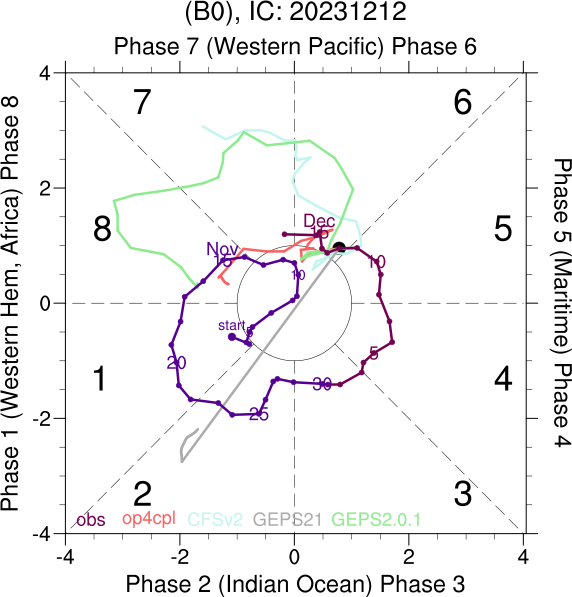 (B0), IC: 20231212
Phase 7 (Western Pacific) Phase 6
Phase 1 (Western Hem, Africa) Phase 8
Phase 5 (Maritime) Phase 4
4
2
0
-2
-4
7
6
8
5
1
4
2
3
Dec
15
Nov
15
10
10
start
5
5
20
25
30
obs op4cpl CFSv2 GEPS21 GEPS2.0.1
-4 -2 0 2 4
Phase 2 (Indian Ocean) Phase 3